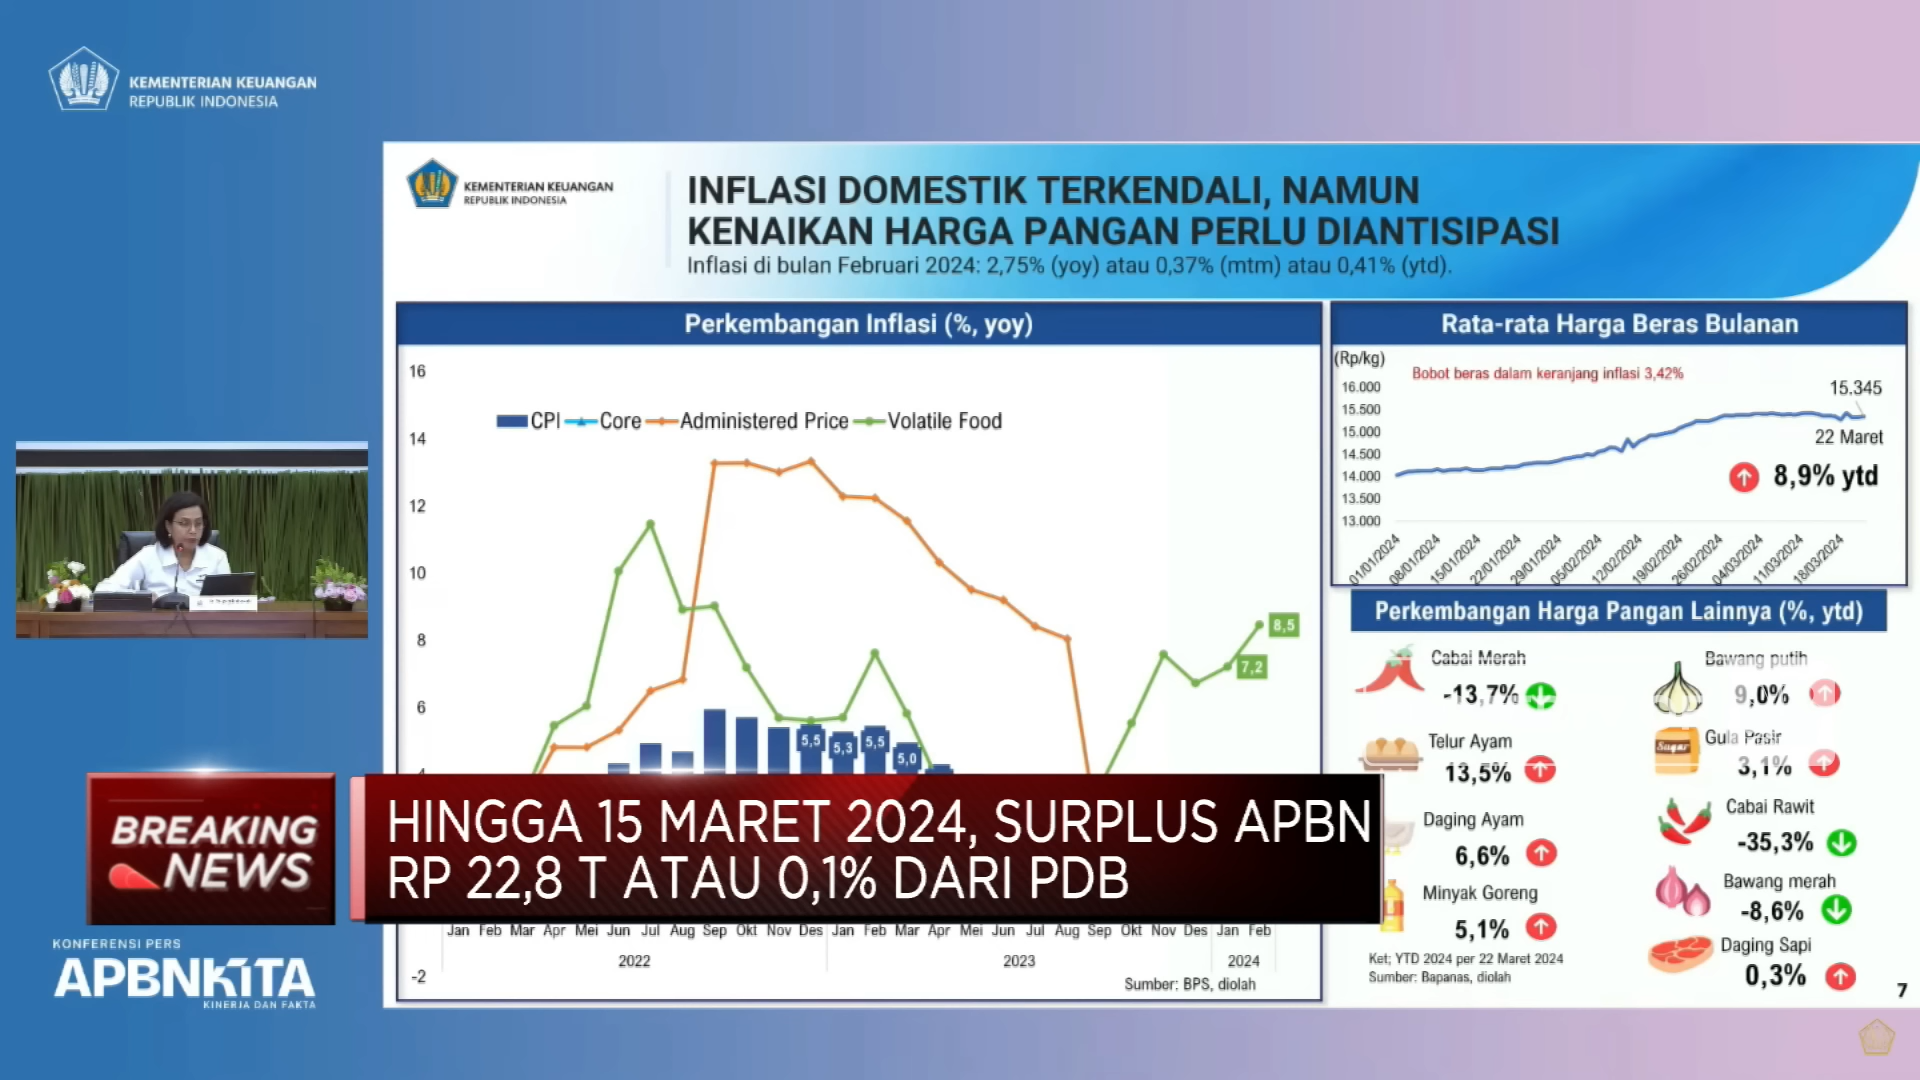 KEMENTERIAN KEUANGAN
REPUBLIK INDONESIA
KEMENTERIAN KEUANGAN
REPUBLIK INDONESIA
INFLASI DOMESTIK TERKENDALI, NAMUN
KENAIKAN HARGA PANGAN PERLU DIANTISIPASI
Inflasi di bulan Februari 2024: 2,75% (yoy) atau 0,37% (mtm) atau 0,41% (ytd).
Perkembangan Inflasi (%, yoy)
16
14
12
10
8
6
4
-2
CPI Core Administered Price Volatile Food
8,5
7,2
5,5 5,3 5,5 5,0
Jan Feb Mar Apr Mei Jun Jul Aug Sep Okt Nov Des Jan Feb Mar Apr Mei Jun Jul Aug Sep Okt Nov Des Jan Feb
2022 2023 2024
Sumber: BPS, diolah
Rata-rata Harga Beras Bulanan
(Rp/kg)
Bobot beras dalam keranjang inflasi 3,42%
16.000
15.500
15.000
14.500
14.000
13.500
13.000
15.345
22 Maret
8,9% ytd
01/01/2024 08/01/2024 15/01/2024 22/01/2024 29/01/2024 05/02/2024 12/02/2024 19/02/2024 26/02/2024 04/03/2024 11/03/2024 18/03/2024
Perkembangan Harga Pangan Lainnya (%, ytd)
Cabai Merah
-13,7%
Telur Ayam
13,5%
Daging Ayam
6,6%
Minyak Goreng
5,1%
Bawang putih
9,0%
Sugar
Gula Pasir
3,1%
Cabai Rawit
-35,3%
Bawang merah
-8,6%
Daging Sapi
0,3%
Ket; YTD 2024 per 22 Maret 2024
Sumber: Bapanas, diolah
7
BREAKING
NEWS
HINGGA 15 MARET 2024, SURPLUS APBN
RP 22,8 T ATAU 0,1% DARI PDB
KONFERENSI PERS
APBNKITA
KINERJA DAN FAKTA